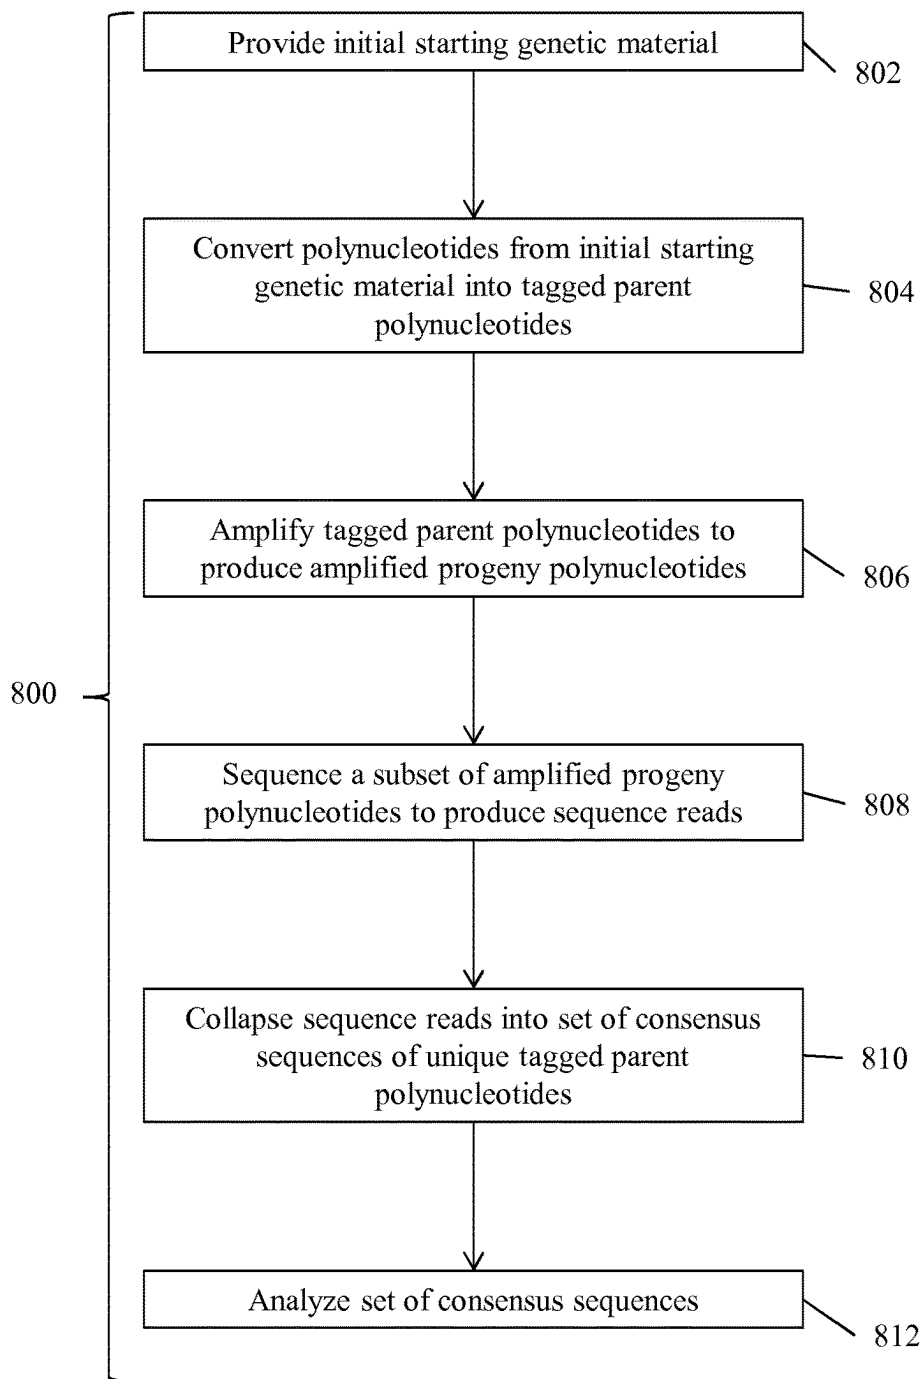 Provide initial starting genetic material
802
Convert polynucleotides from initial starting
genetic material into tagged parent
polynucleotides
804
Amplify tagged parent polynucleotides to
produce amplified progeny polynucleotides
806
800
Sequence a subset of amplified progeny
polynucleotides to produce sequence reads
808
Collapse sequence reads into set of consensus
sequences of unique tagged parent
polynucleotides
810
Analyze set of consensus sequences
812